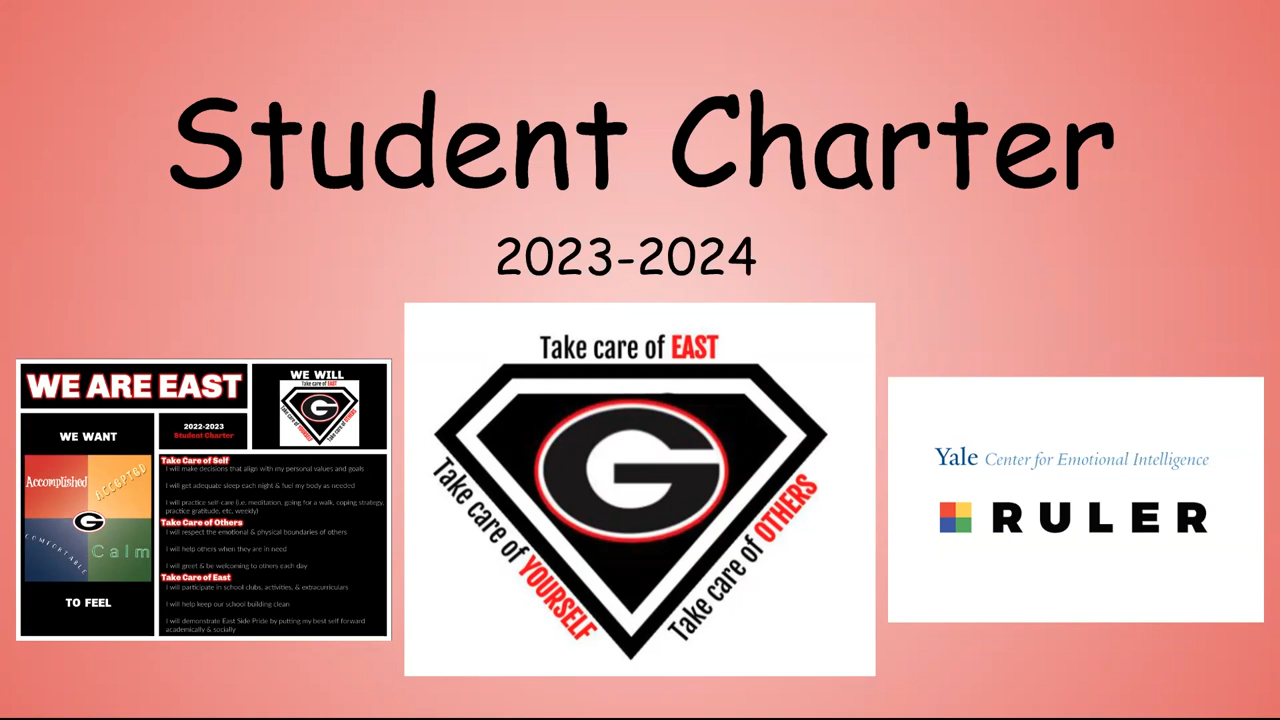 Student Charter
2023-2024
WE ARE EAST
WE WANT
Accomplished
ACCEPTED
COMFORTABLE
Calm
G
TO FEEL
2022-2023
Student Charter
WE WILL
Take care of EAST
Take care of YOURSELF
Take care of OTHERS
G
Take Care of Self
I will make decisions that align with my personal values and goals
I will get adequate sleep each night & fuel my body as needed
I will practice self-care (i.e. meditation, going for a walk, coping strategy,
practice gratitude, etc, weekly)
Take Care of Others
I will respect the emotional & physical boundaries of others
I will help others when they are in need
I will greet & be welcoming to others each day
Take Care of East
I will participate in school clubs, activities, & extracurriculars
I will help keep our school building clean
I will demonstrate East Side Pride by putting my best self forward
academically & socially
Take care of EAST
G
Take care of YOURSELF
Take care of OTHERS
Yale Center for Emotional Intelligence
RULER